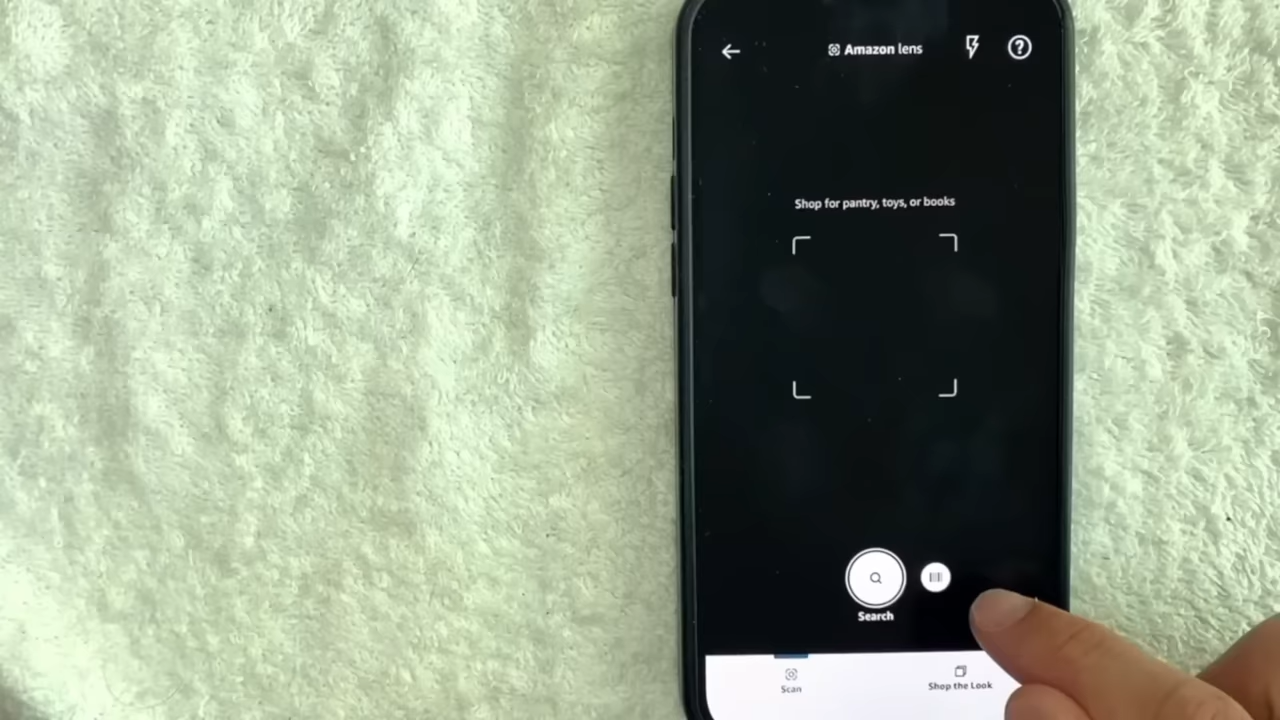 Amazon lens
Shop for pantry, toys, or books
Search
Scan
Shop the Look